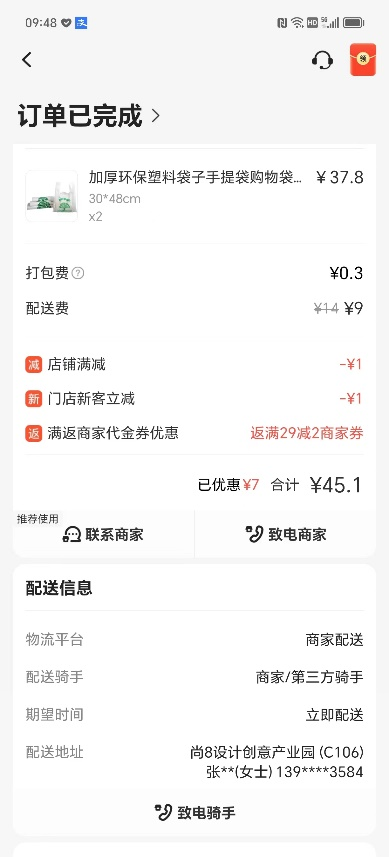 09:48
订单已完成
加厚环保塑料袋子手提袋购物袋... ¥37.8
30*48cm
x2
打包费 ¥0.3
配送费 ¥14 ¥9
减 店铺满减 -¥1
新 门店新客立减 -¥1
返 满返商家代金券优惠 返满29减2商家券
已优惠¥7 合计 ¥45.1
推荐使用
联系商家 致电商家
配送信息
物流平台 商家配送
配送骑手 商家/第三方骑手
期望时间 立即配送
配送地址 尚8设计创意产业园 (C106)
张**(女士) 139****3584
致电骑手